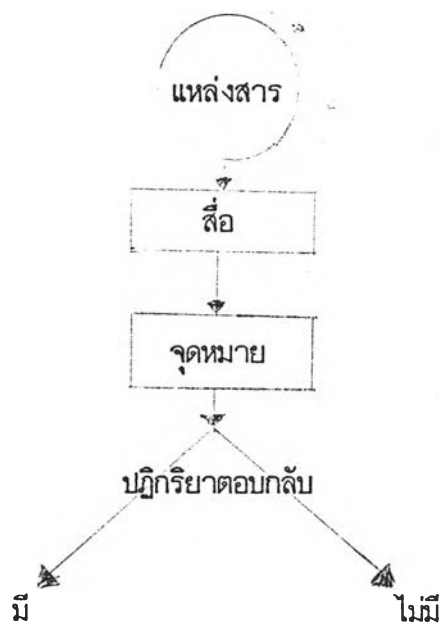 แหล่งสาร
สื่อ
จุดหมาย
ปฏิกริยาตอบกลับ
มี
ไม่มี